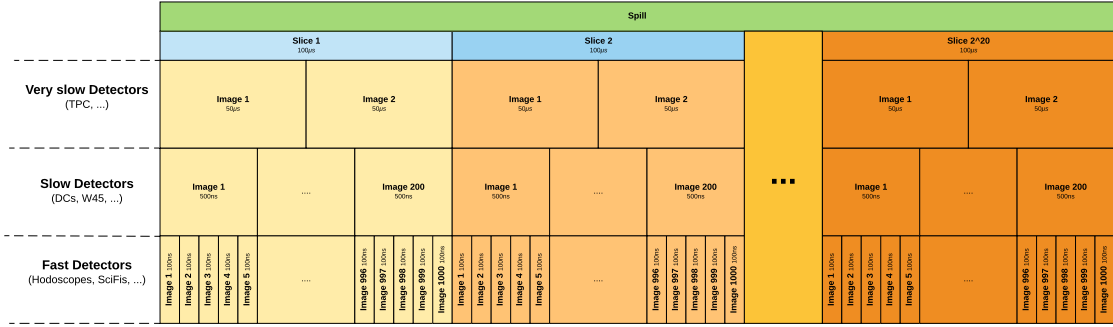 Spill
Slice 1
100µs
Slice 2
100µs
Slice 2^20
100µs
Very slow Detectors
(TPC, ...)
Image 1
50µs
Image 2
50µs
Image 1
50µs
Image 2
50µs
Image 1
50µs
Image 2
50µs
...
Slow Detectors
(DCs, W45, ...)
Image 1
500ns
....
Image 200
500ns
Image 1
500ns
....
Image 200
500ns
Image 1
500ns
....
Image 200
500ns
Fast Detectors
(Hodoscopes, SciFis, ...)
Image 1 100ns
Image 2 100ns
Image 3 100ns
Image 4 100ns
Image 5 100ns
....
Image 996 100ns
Image 997 100ns
Image 998 100ns
Image 999 100ns
Image 1000 100ns
Image 1 100ns
Image 2 100ns
Image 3 100ns
Image 4 100ns
Image 5 100ns
....
Image 996 100ns
Image 997 100ns
Image 998 100ns
Image 999 100ns
Image 1000 100ns
Image 1 100ns
Image 2 100ns
Image 3 100ns
Image 4 100ns
Image 5 100ns
....
Image 996 100ns
Image 997 100ns
Image 998 100ns
Image 999 100ns
Image 1000 100ns